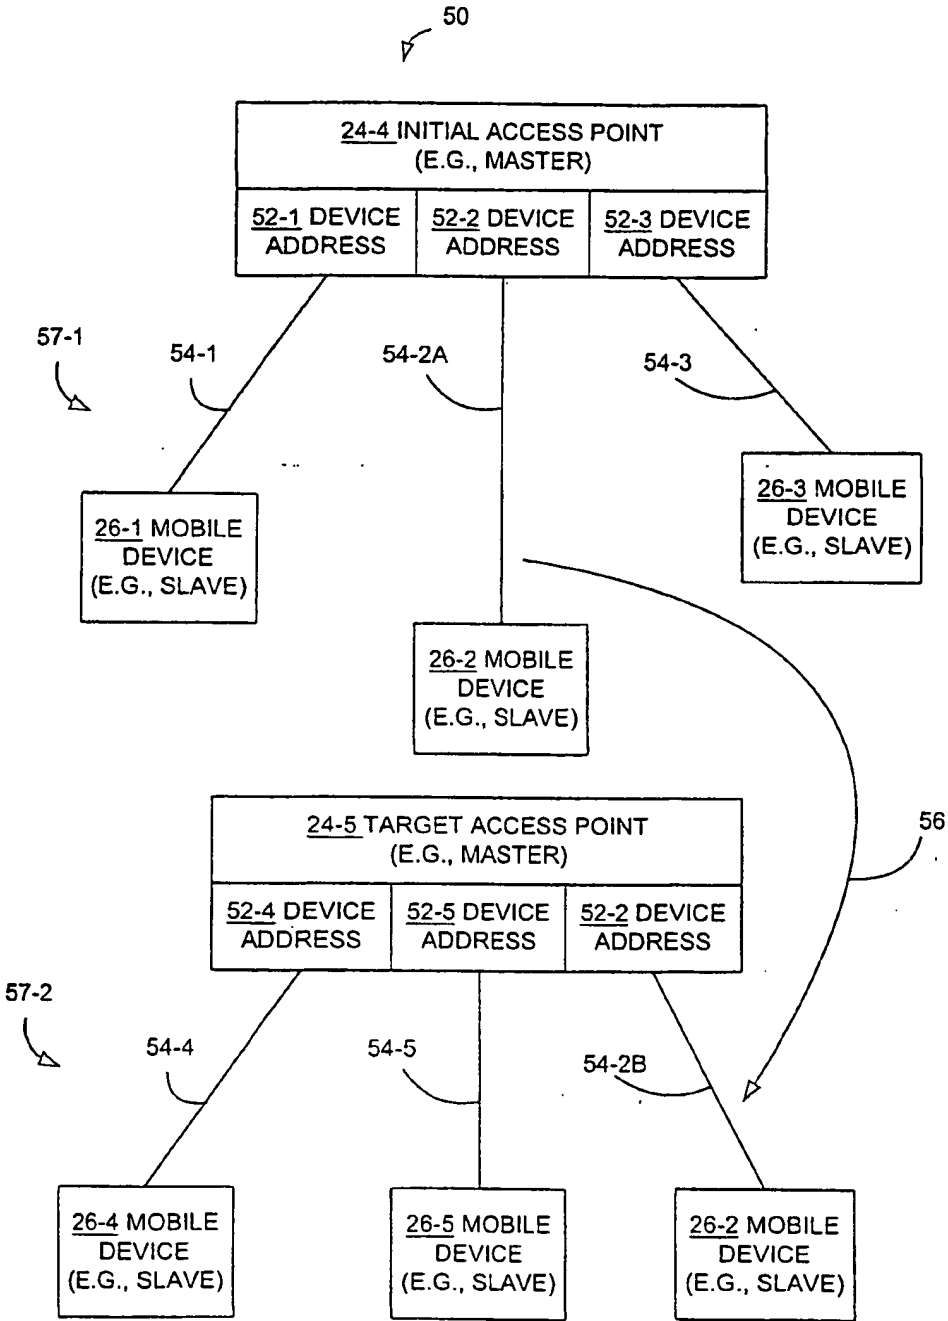 50
24-4 INITIAL ACCESS POINT
(E.G., MASTER)
52-1 DEVICE
ADDRESS
52-2 DEVICE
ADDRESS
52-3 DEVICE
ADDRESS
57-1
54-1
54-2A
54-3
26-1 MOBILE
DEVICE
(E.G., SLAVE)
26-3 MOBILE
DEVICE
(E.G., SLAVE)
26-2 MOBILE
DEVICE
(E.G., SLAVE)
56
24-5 TARGET ACCESS POINT
(E.G., MASTER)
52-4 DEVICE
ADDRESS
52-5 DEVICE
ADDRESS
52-2 DEVICE
ADDRESS
57-2
54-4
54-5
54-2B
26-4 MOBILE
DEVICE
(E.G., SLAVE)
26-5 MOBILE
DEVICE
(E.G., SLAVE)
26-2 MOBILE
DEVICE
(E.G., SLAVE)